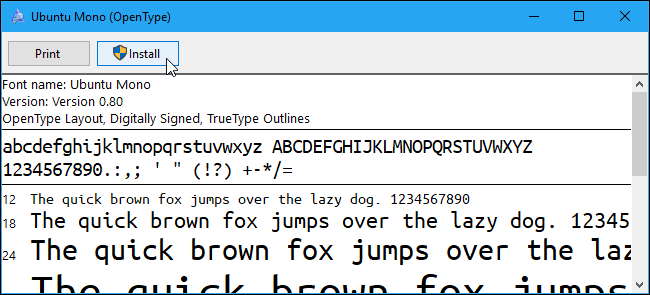 Ubuntu Mono (OpenType)
Print Install
Font name: Ubuntu Mono
Version: Version 0.80
OpenType Layout, Digitally Signed, TrueType Outlines
abcdefghijklmnopqrstuvwxyz ABCDEFGHIJKLMNOPQRSTUVWXYZ
1234567890.:,; ' " (!?) +-*/=
12 The quick brown fox jumps over the lazy dog. 1234567890
18 The quick brown fox jumps over the lazy dog. 12345
24 The quick brown fox jumps over the laz
The quick brown fox jumps